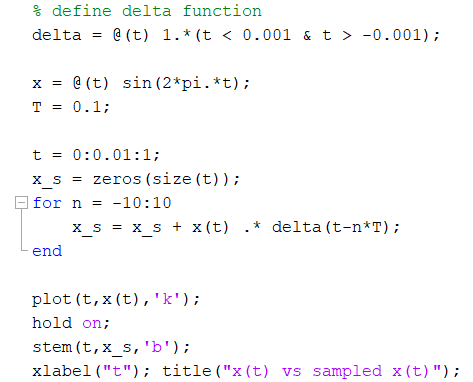 % define delta function
delta = @(t) 1.*(t < 0.001 & t > -0.001);
x = @(t) sin(2*pi.*t);
T = 0.1;
t = 0:0.01:1;
x_s = zeros(size(t));
for n = -10:10
x_s = x_s + x(t) .* delta(t-n*T);
end
plot(t,x(t),'k');
hold on;
stem(t,x_s,'b');
xlabel("t"); title("x(t) vs sampled x(t)");